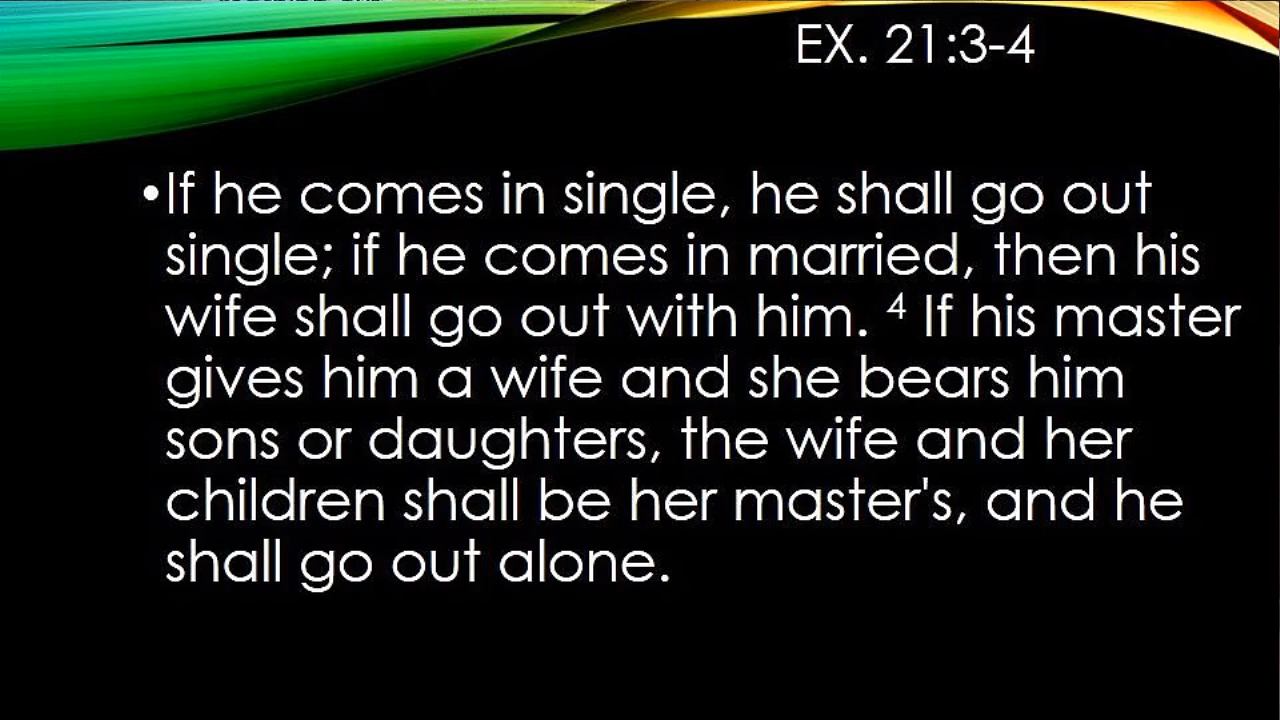 EX. 21:3-4
•If he comes in single, he shall go out
single; if he comes in married, then his
wife shall go out with him. ⁴ If his master
gives him a wife and she bears him
sons or daughters, the wife and her
children shall be her master's, and he
shall go out alone.